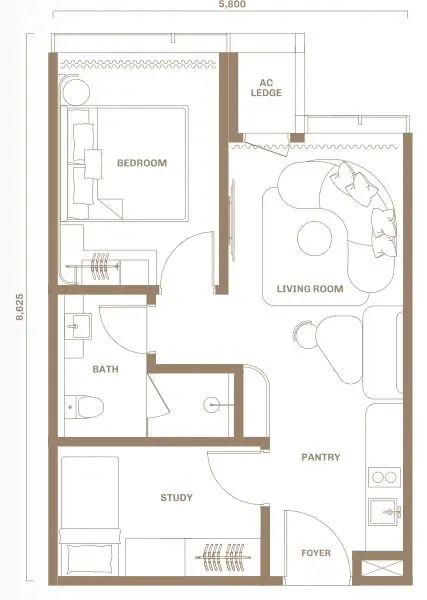 5,800
AC
LEDGE
BEDROOM
LIVING ROOM
8,625
BATH
PANTRY
STUDY
FOYER